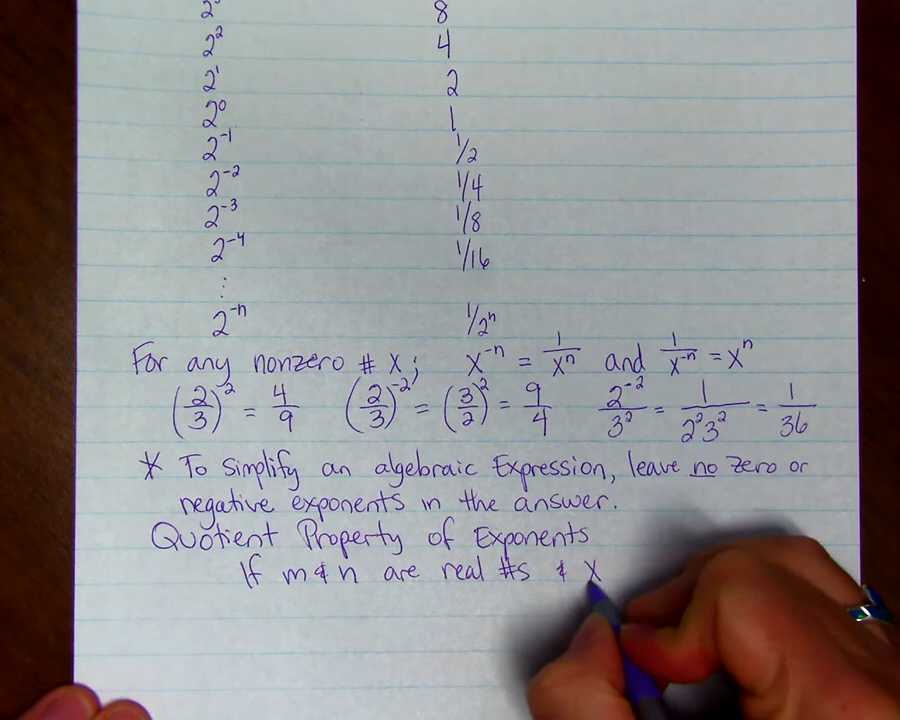 2³ 8
2² 4
2¹ 2
2⁰ 1
2⁻¹ 1/2
2⁻² 1/4
2⁻³ 1/8
2⁻⁴ 1/16
⋮
2⁻ⁿ 1/2ⁿ
For any nonzero # x; x⁻ⁿ = 1/xⁿ and 1/x⁻ⁿ = xⁿ
(2/3)² = 4/9 (2/3)⁻² = (3/2)² = 9/4 2⁻²/3² = 1/2²3² = 1/36
* To simplify an algebraic Expression, leave no zero or
negative exponents in the answer.
Quotient Property of Exponents
If m & n are real #s & x